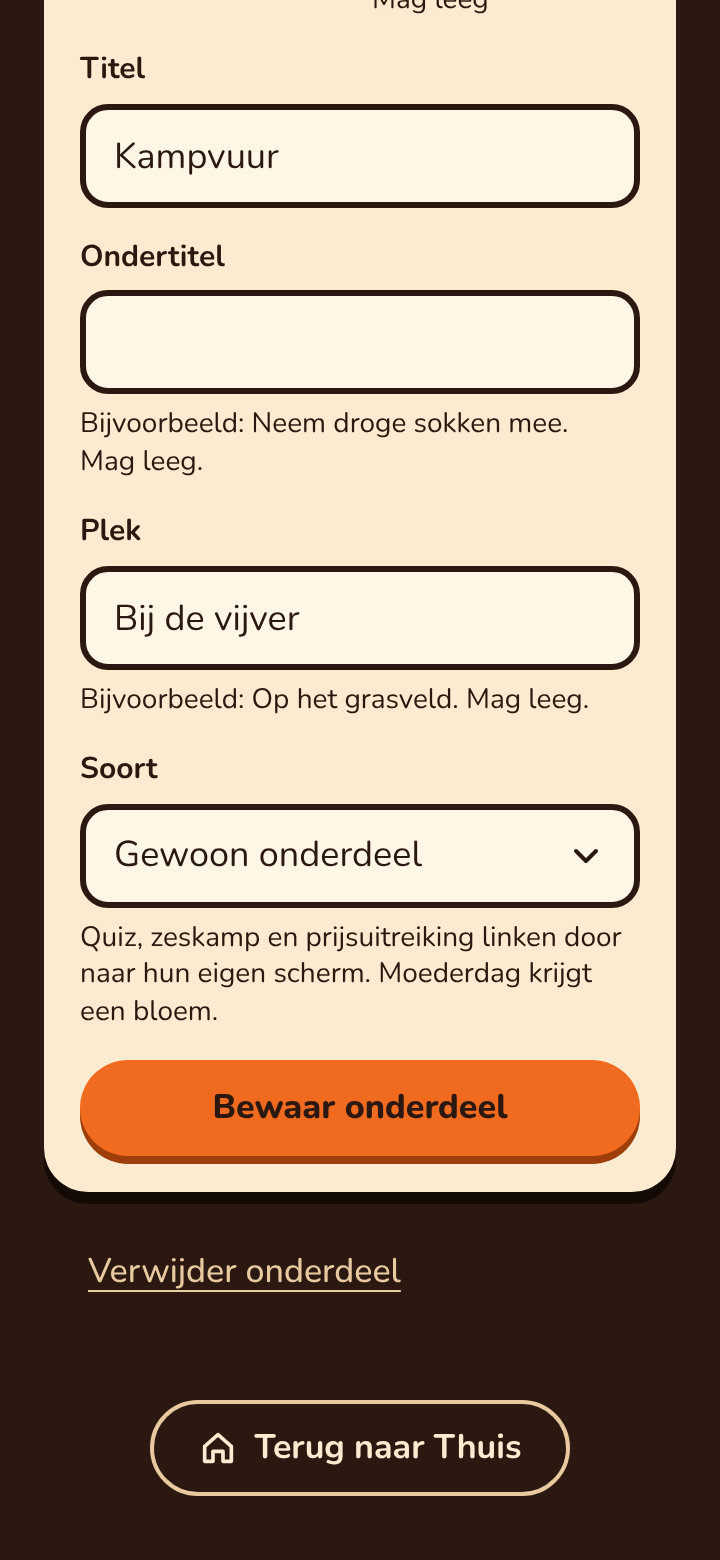 Mag leeg
Titel
Kampvuur
Ondertitel
Bijvoorbeeld: Neem droge sokken mee.
Mag leeg.
Plek
Bij de vijver
Bijvoorbeeld: Op het grasveld. Mag leeg.
Soort
Gewoon onderdeel
Quiz, zeskamp en prijsuitreiking linken door
naar hun eigen scherm. Moederdag krijgt
een bloem.
Bewaar onderdeel
Verwijder onderdeel
Terug naar Thuis